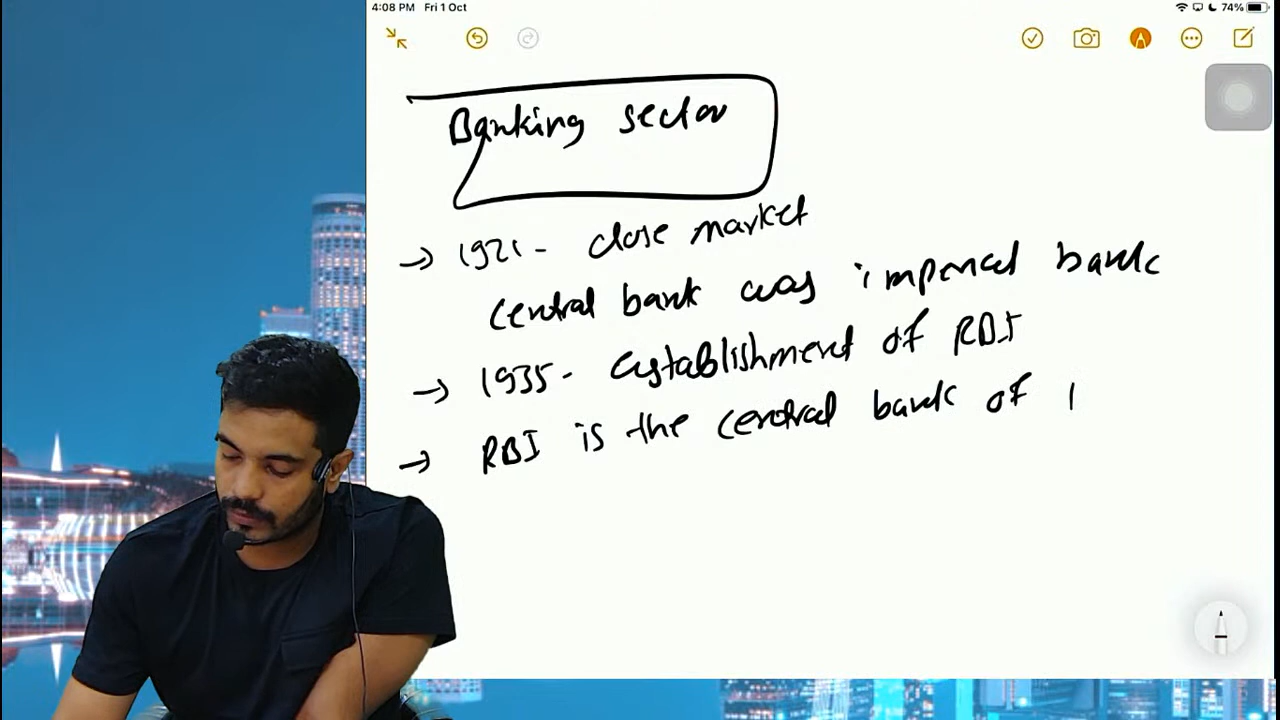 4:08 PM Fri 1 Oct 74%
Banking sector
→ 1921 - close market
central bank was imperial bank
→ 1935 - establishment of RBI
→ RBI is the central bank of I